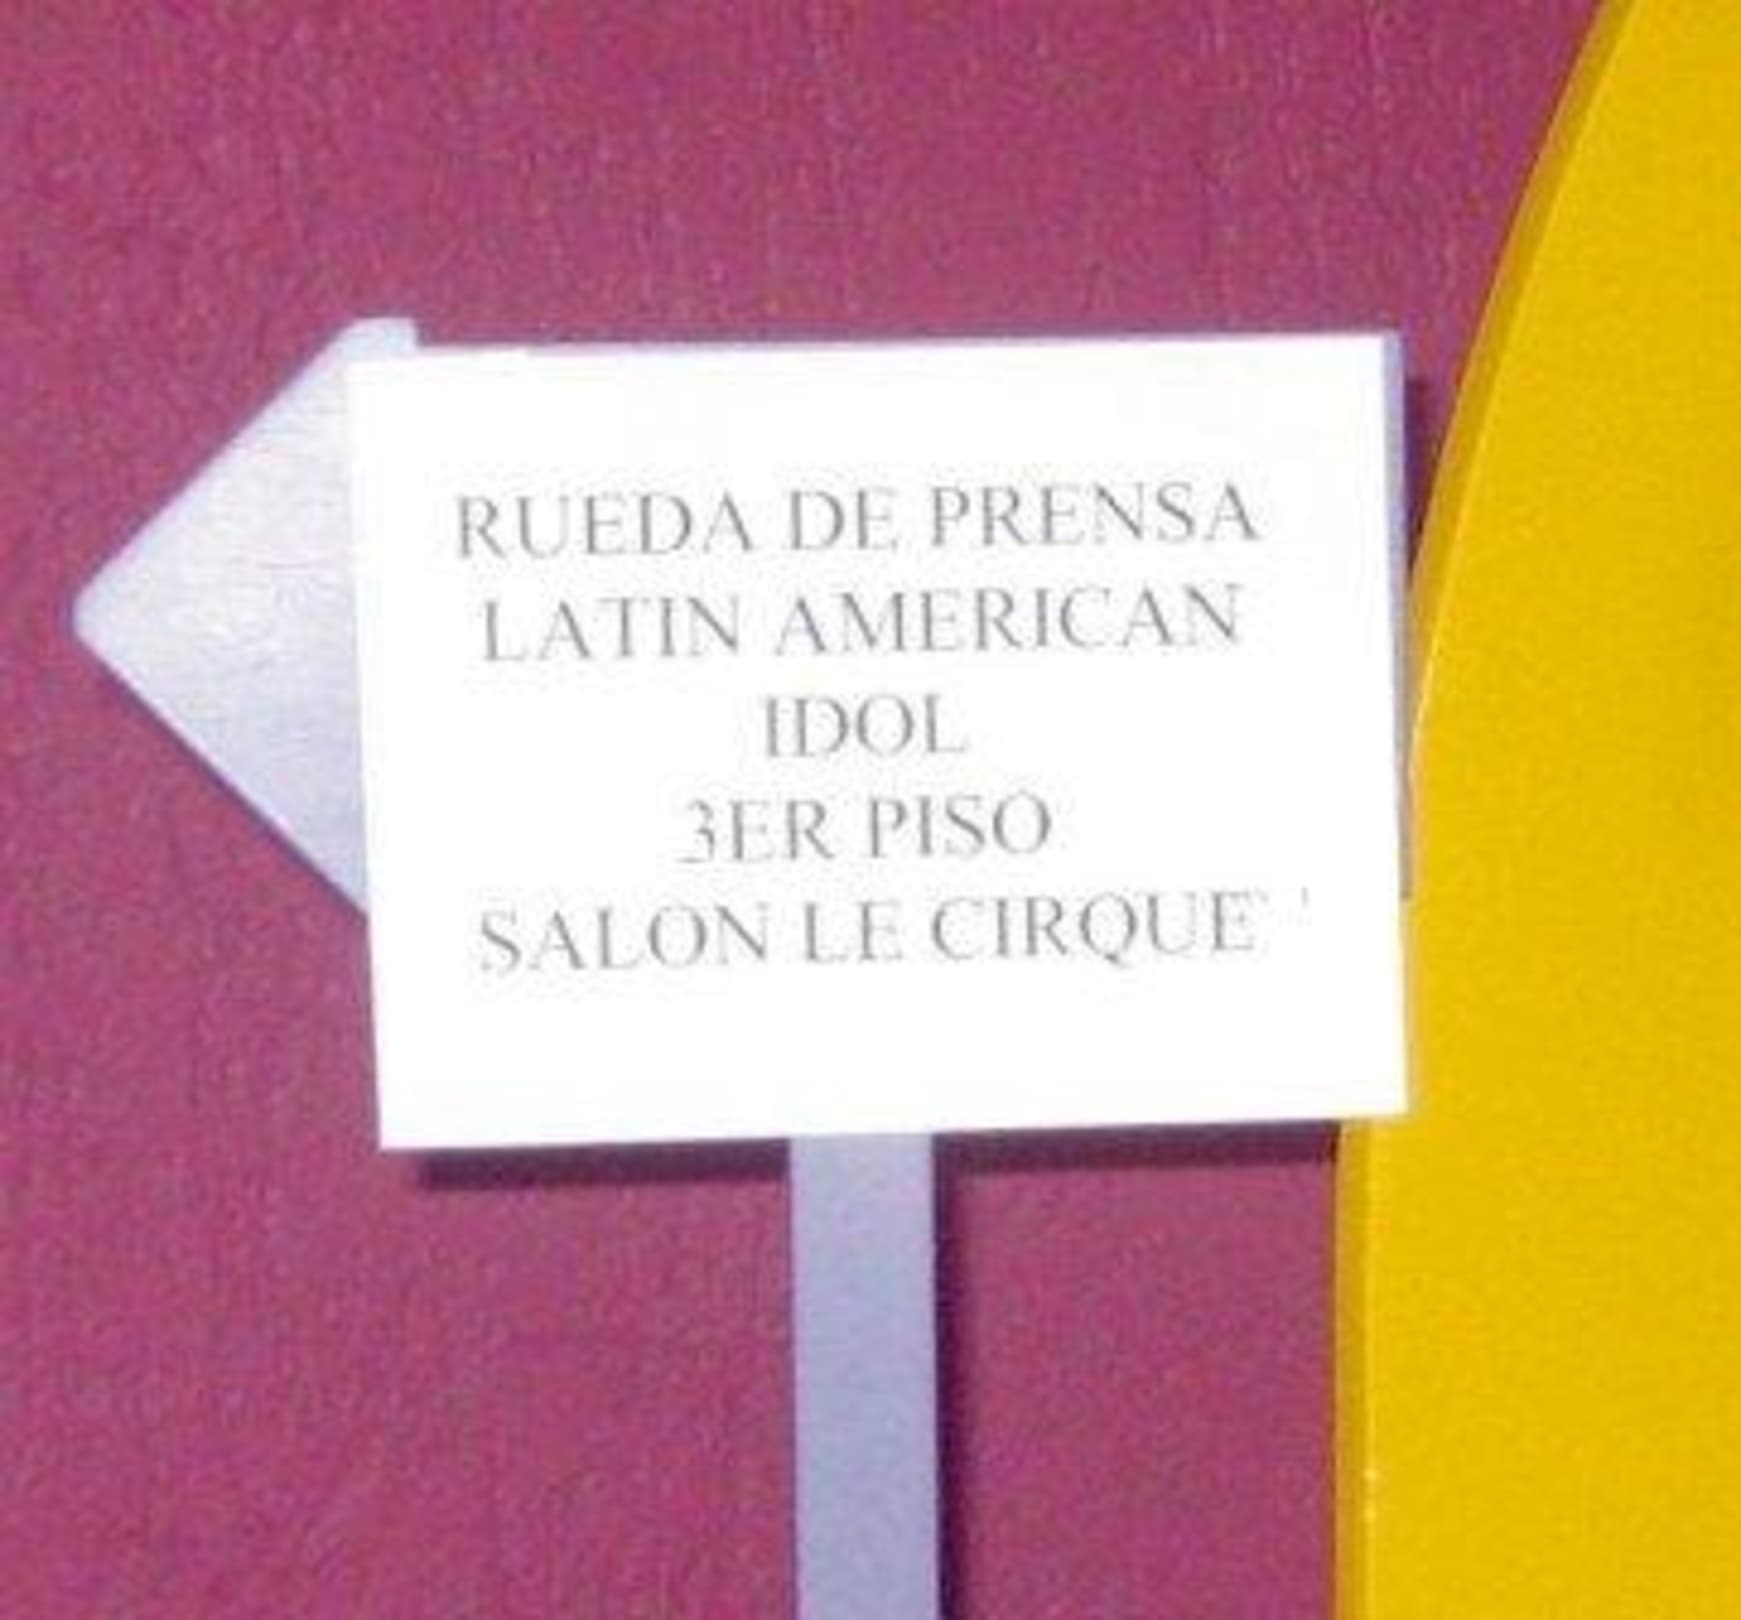 RUEDA DE PRENSA
LATIN AMERICAN
IDOL
3ER PISO
SALON LE CIRQUE